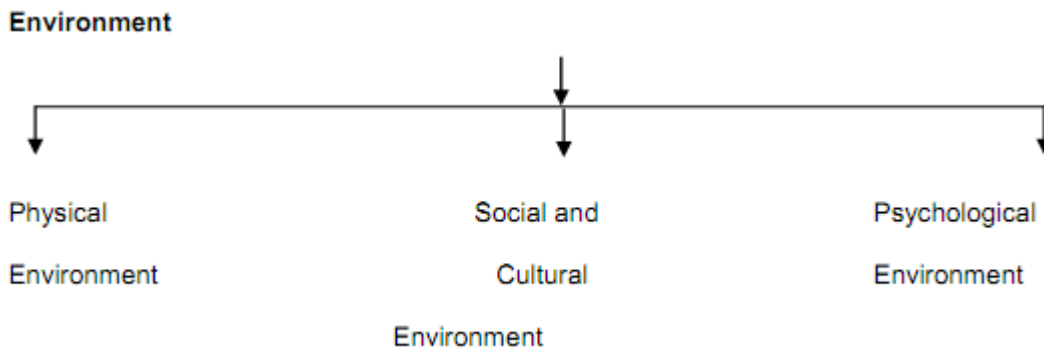 Environment
Physical
Environment
Social and
Cultural
Environment
Psychological
Environment